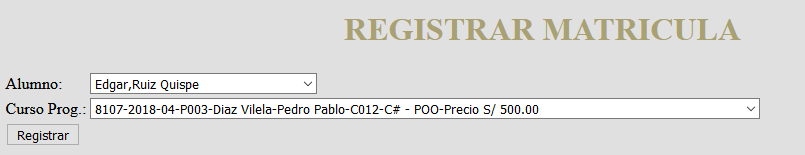 REGISTRAR MATRICULA
Alumno: Edgar,Ruiz Quispe
Curso Prog.: 8107-2018-04-P003-Diaz Vilela-Pedro Pablo-C012-C# - POO-Precio S/ 500.00
Registrar